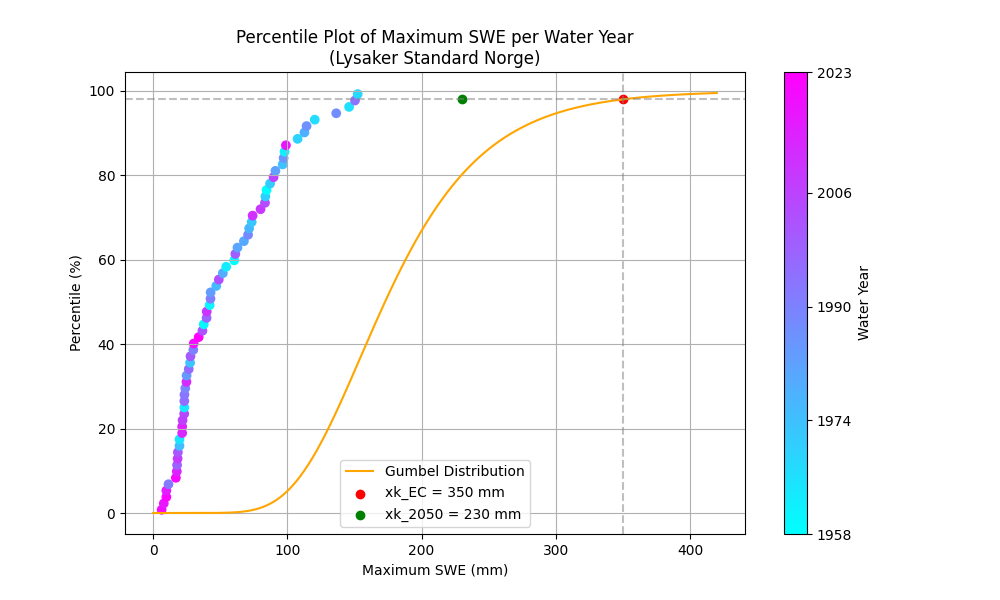 Percentile Plot of Maximum SWE per Water Year
(Lysaker Standard Norge)
100
80
60
40
20
0
Percentile (%)
0
100
200
300
400
Maximum SWE (mm)
Gumbel Distribution
xk_EC = 350 mm
xk_2050 = 230 mm
2023
2006
1990
1974
1958
Water Year